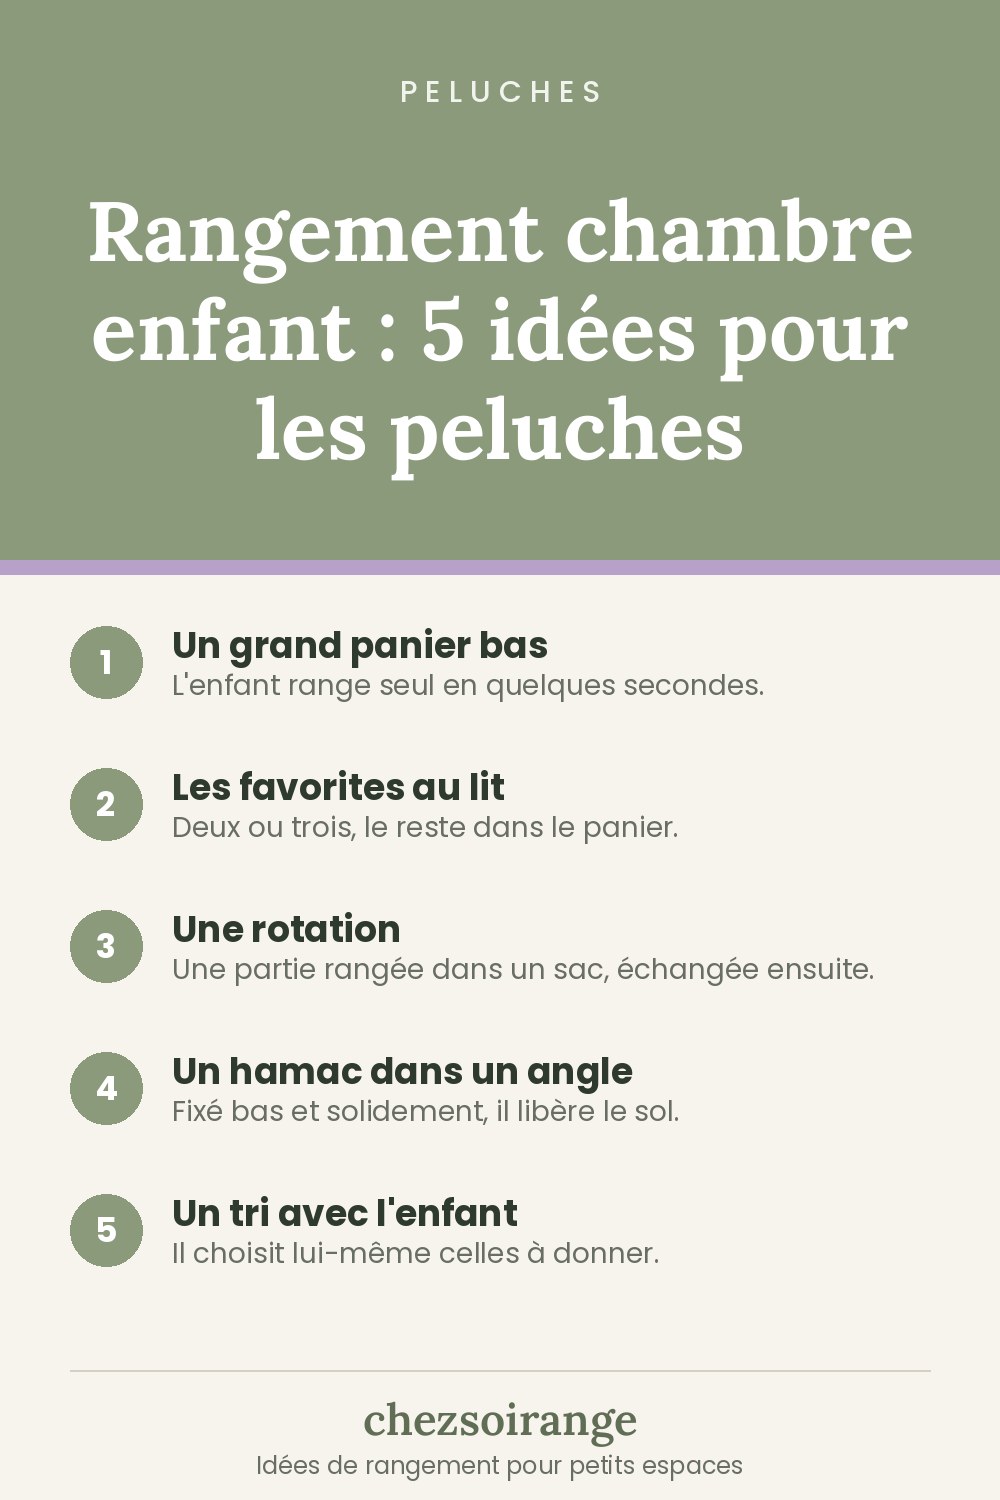 PELUCHES
Rangement chambre
enfant : 5 idées pour
les peluches
1
Un grand panier bas
L'enfant range seul en quelques secondes.
2
Les favorites au lit
Deux ou trois, le reste dans le panier.
3
Une rotation
Une partie rangée dans un sac, échangée ensuite.
4
Un hamac dans un angle
Fixé bas et solidement, il libère le sol.
5
Un tri avec l'enfant
Il choisit lui-même celles à donner.
chezsoirange
Idées de rangement pour petits espaces